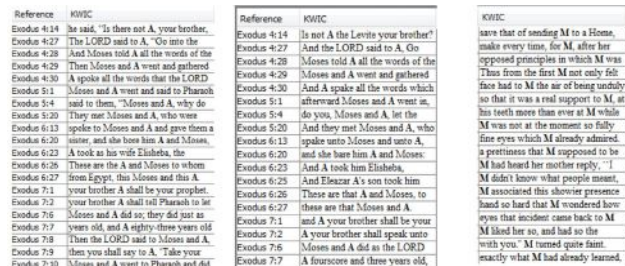 Reference KWIC
Exodus 4:14 he said, "Is there not A, your brother,
Exodus 4:27 The LORD said to A, "Go into the
Exodus 4:28 And Moses told A all the words of the
Exodus 4:29 Then Moses and A went and gathered
Exodus 4:30 A spoke all the words that the LORD
Exodus 5:1 Moses and A went and said to Pharaoh
Exodus 5:4 said to them, "Moses and A, why do
Exodus 5:20 They met Moses and A, who were
Exodus 6:13 spoke to Moses and A and gave them a
Exodus 6:20 sister, and she bore him A and Moses,
Exodus 6:23 A took as his wife Elisheba, the
Exodus 6:26 These are the A and Moses to whom
Exodus 6:27 from Egypt, this Moses and this A.
Exodus 7:1 your brother A shall be your prophet.
Exodus 7:2 your brother A shall tell Pharaoh to let
Exodus 7:6 Moses and A did so; they did just as
Exodus 7:7 years old, and A eighty-three years old
Exodus 7:8 Then the LORD said to Moses and A,
Exodus 7:9 then you shall say to A, 'Take your
Exodus 7:10 Moses and A went to Pharaoh and did
Reference KWIC
Exodus 4:14 Is not A the Levite your brother?
Exodus 4:27 And the LORD said to A, Go
Exodus 4:28 Moses told A all the words of the
Exodus 4:29 Moses and A went and gathered
Exodus 4:30 And A spake all the words which
Exodus 5:1 afterward Moses and A went in,
Exodus 5:4 do you, Moses and A, let the
Exodus 5:20 And they met Moses and A, who
Exodus 6:13 spake unto Moses and unto A,
Exodus 6:20 and she bare him A and Moses:
Exodus 6:23 And A took him Elisheba,
Exodus 6:25 And Eleazar A's son took him
Exodus 6:26 These are that A and Moses, to
Exodus 6:27 these are that Moses and A.
Exodus 7:1 and A your brother shall be your
Exodus 7:2 A your brother shall speak unto
Exodus 7:6 Moses and A did as the LORD
Exodus 7:7 A fourscore and three years old,
KWIC
save that of sending M to a Home,
make every time, for M, after her
opposed principles in which M was
Thus from the first M not only felt
face had to M the air of being unduly
so that it was a real support to M, at
his teeth more than ever at M while
M was not at the moment so fully
fine eyes which M already admired.
a prettiness that M supposed to be
M had heard her mother reply, "'I
M didn't know what people meant,
M associated this showier presence
hand so hard that M wondered how
eyes that incident came back to M
M liked her so, and had so the
with you." M turned quite faint.
exactly what M had already learned,